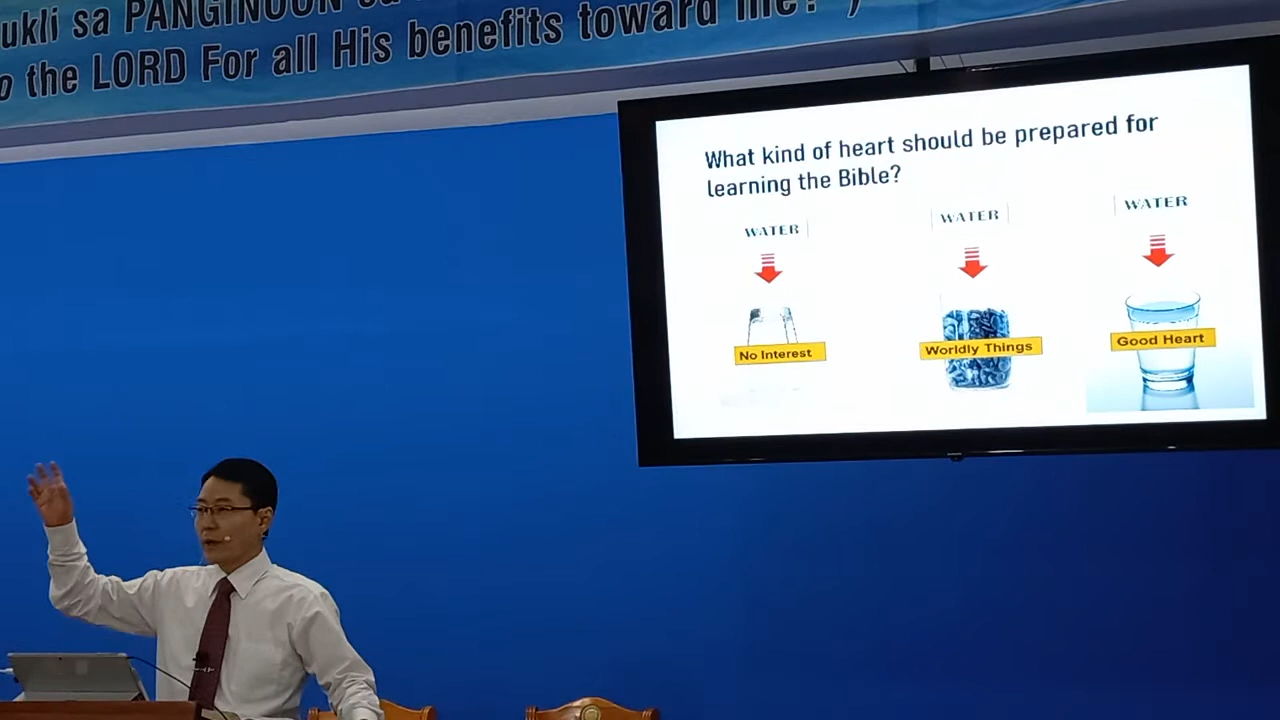 ukli sa PANGINOON sa
the LORD For all His benefits toward me?")
What kind of heart should be prepared for
learning the Bible?
WATER
WATER
WATER
No Interest
Worldly Things
Good Heart